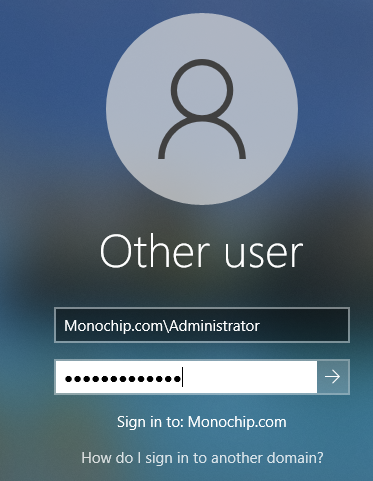 Other user
Monochip.com\Administrator
●●●●●●●●●●●●●
Sign in to: Monochip.com
How do I sign in to another domain?